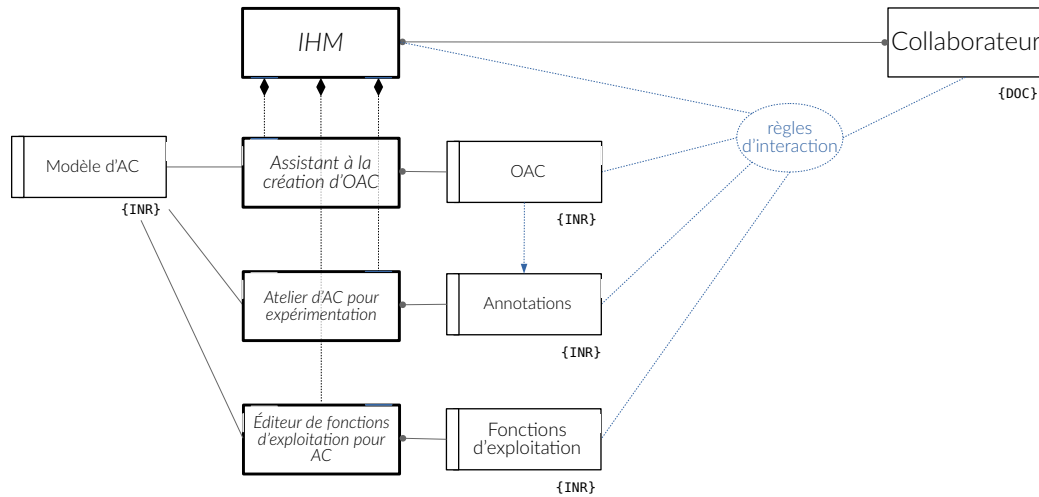 IHM
Collaborateur
{DOC}
règles
d'interaction
Modèle d'AC
{INR}
Assistant à la
création d'OAC
OAC
{INR}
Atelier d'AC pour
expérimentation
Annotations
{INR}
Éditeur de fonctions
d'exploitation pour
AC
Fonctions
d'exploitation
{INR}